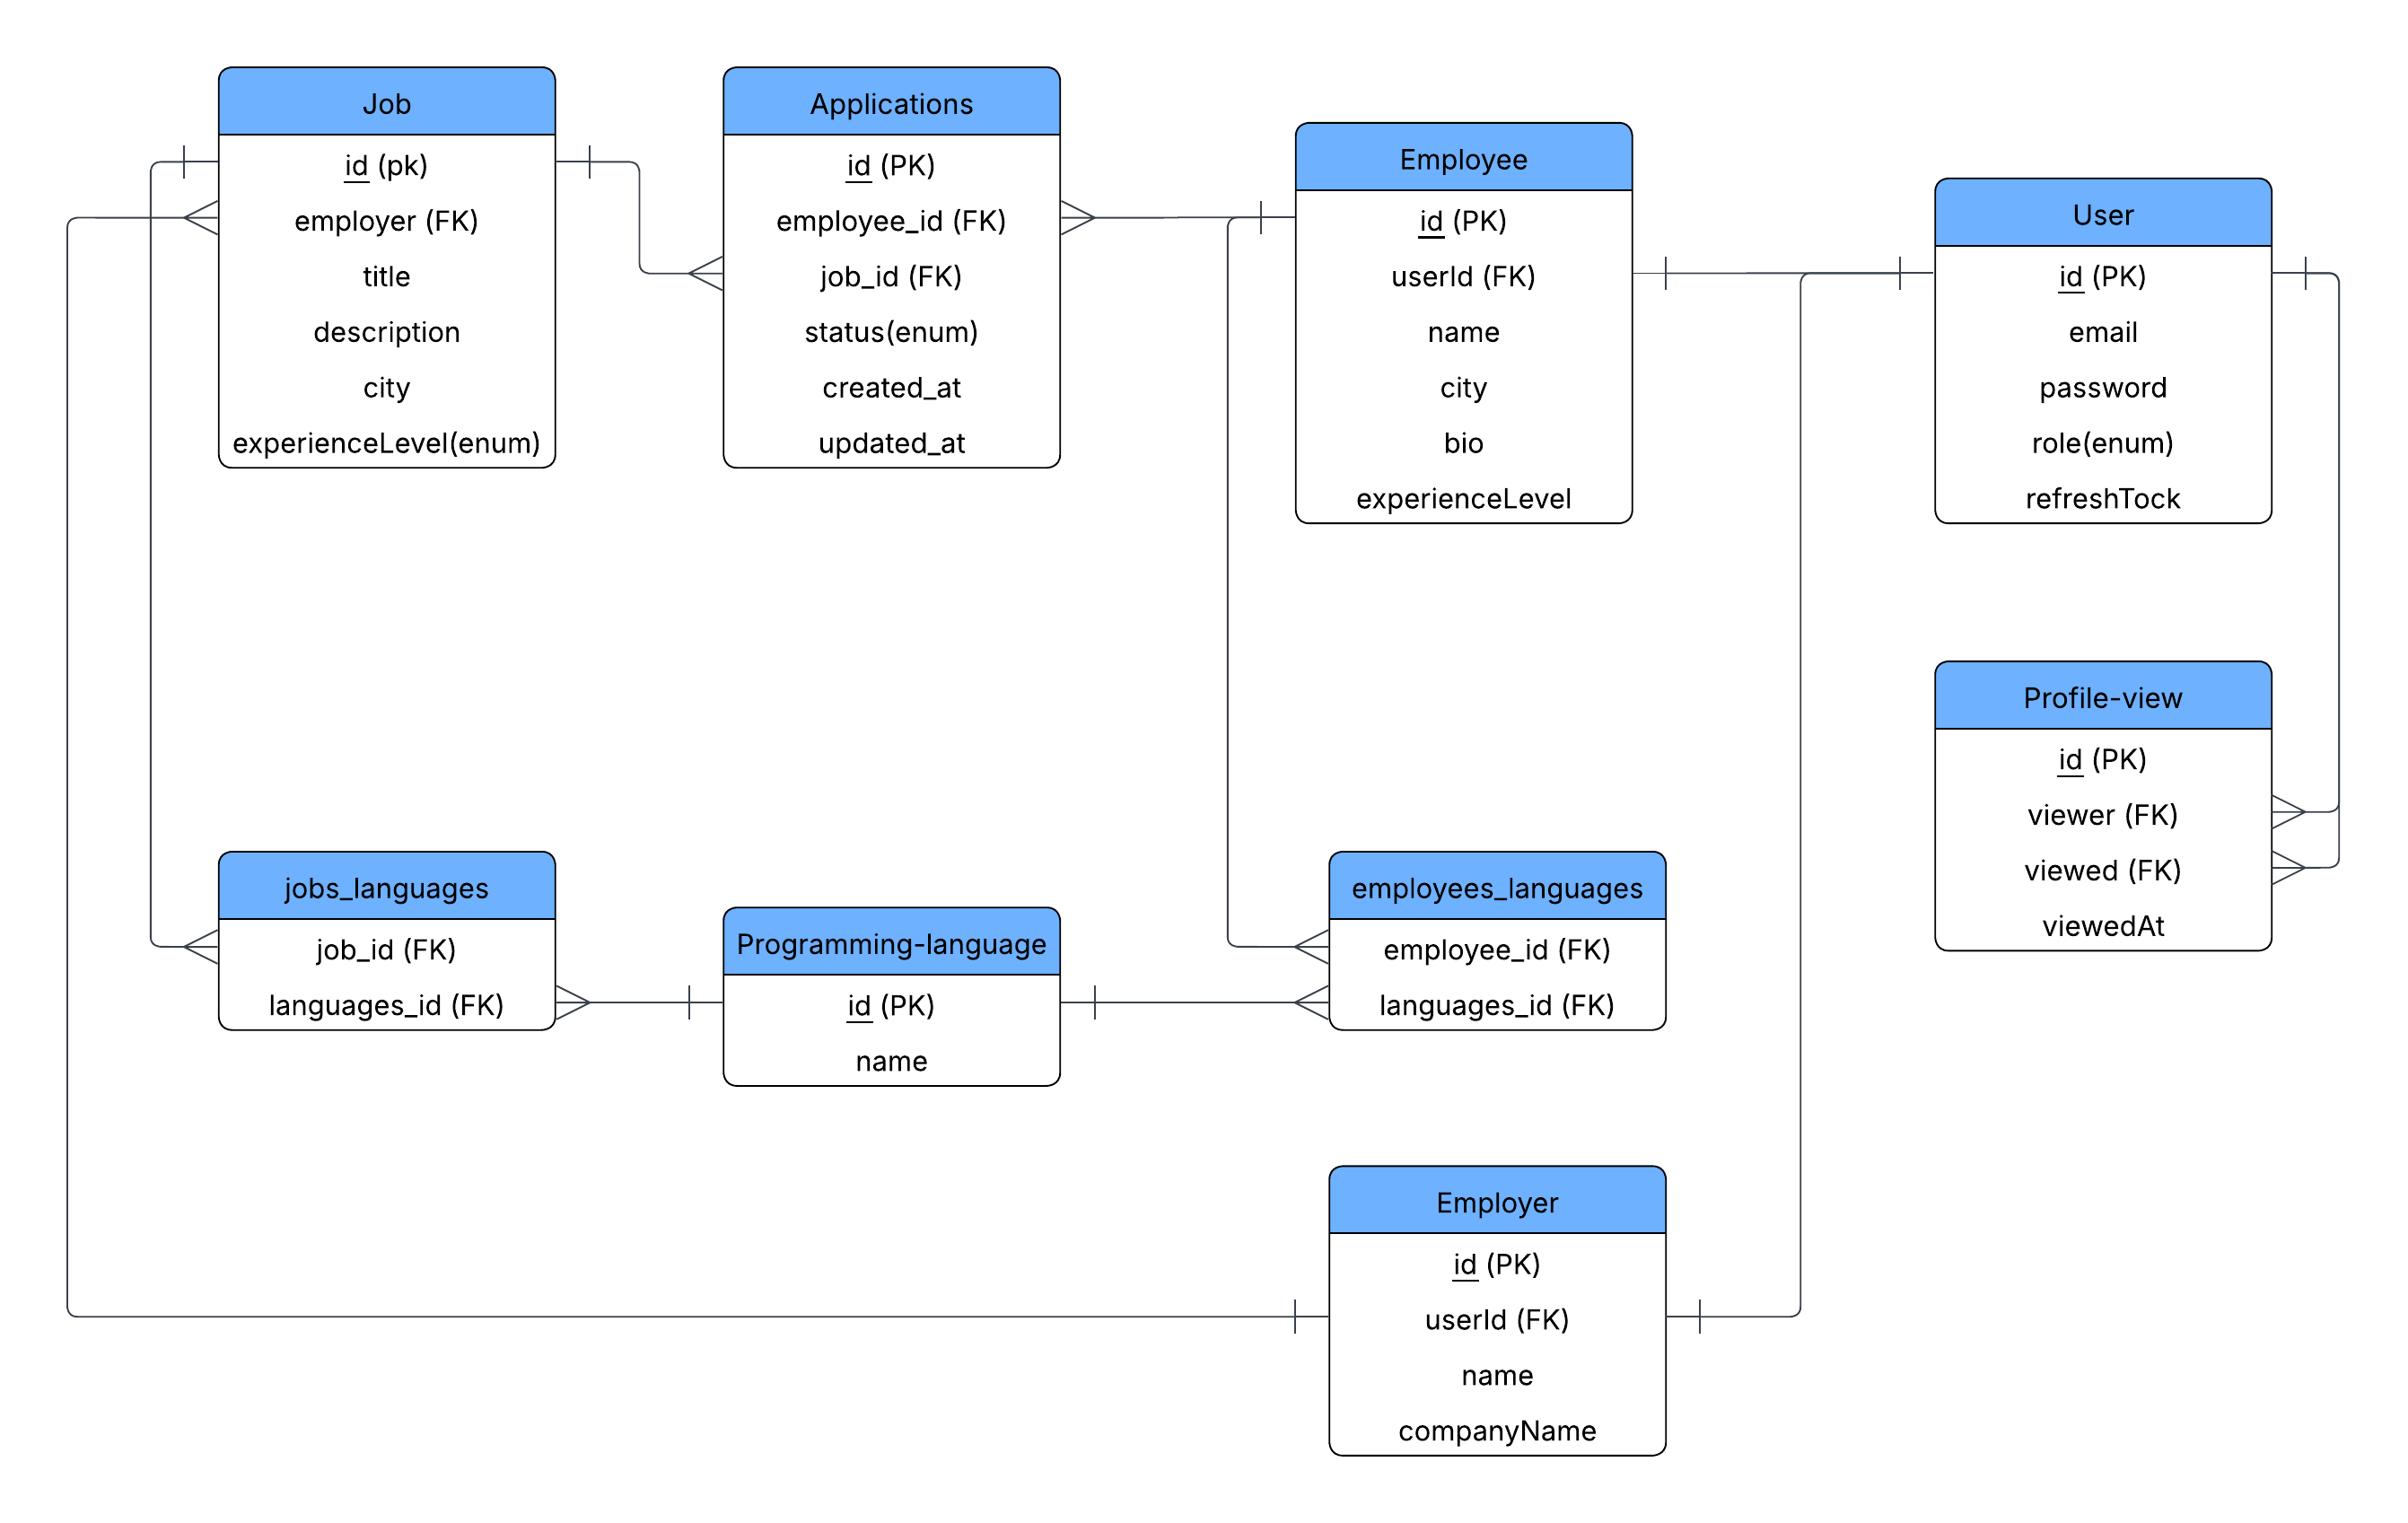 Job
id (pk)
employer (FK)
title
description
city
experienceLevel(enum)
Applications
id (PK)
employee_id (FK)
job_id (FK)
status(enum)
created_at
updated_at
Employee
id (PK)
userId (FK)
name
city
bio
experienceLevel
User
id (PK)
email
password
role(enum)
refreshTock
Profile-view
id (PK)
viewer (FK)
viewed (FK)
viewedAt
jobs_languages
job_id (FK)
languages_id (FK)
Programming-language
id (PK)
name
employees_languages
employee_id (FK)
languages_id (FK)
Employer
id (PK)
userId (FK)
name
companyName